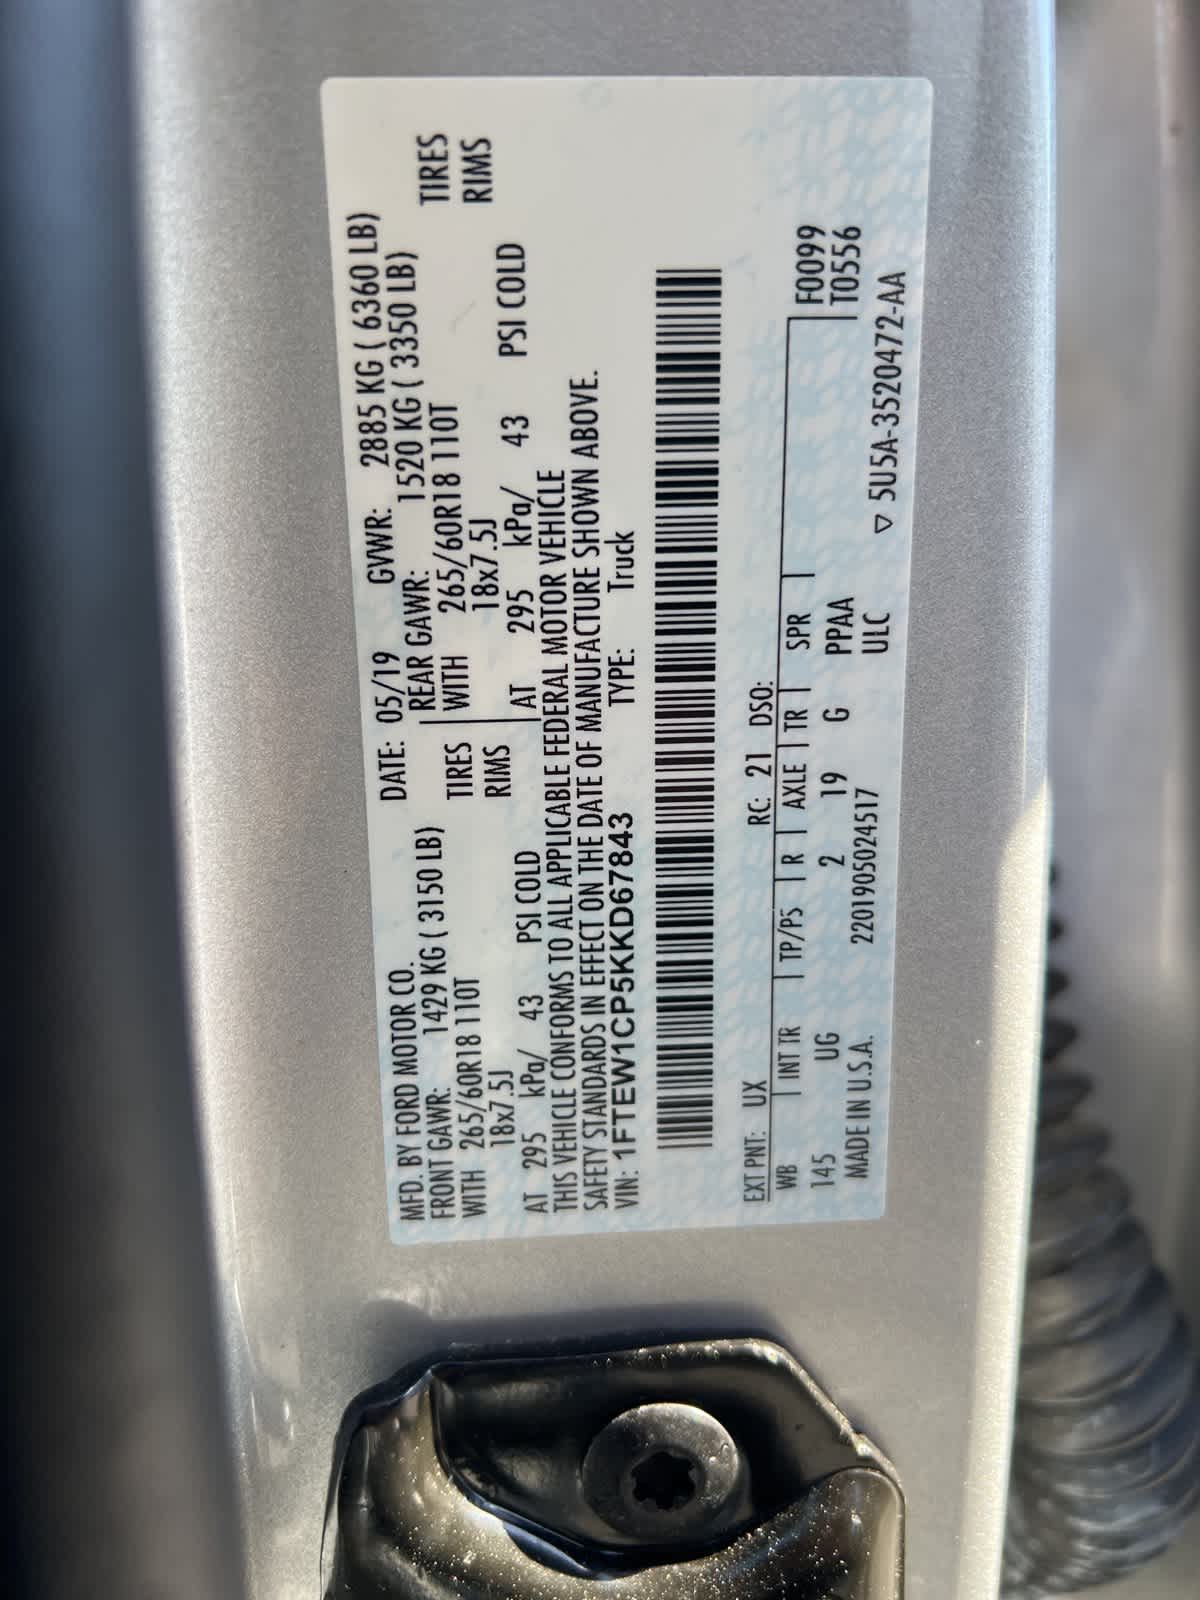 MFD. BY FORD MOTOR CO. DATE: 05/19 GVWR: 2885 KG ( 6360 LB)
FRONT GAWR: 1429 KG ( 3150 LB) REAR GAWR: 1520 KG ( 3350 LB)
WITH 265/60R18 110T TIRES WITH 265/60R18 110T TIRES
18x7.5J RIMS 18x7.5J RIMS
AT 295 kPa/ 43 PSI COLD AT 295 kPa/ 43 PSI COLD
THIS VEHICLE CONFORMS TO ALL APPLICABLE FEDERAL MOTOR VEHICLE
SAFETY STANDARDS IN EFFECT ON THE DATE OF MANUFACTURE SHOWN ABOVE.
VIN: 1FTEW1CP5KKD67843 TYPE: Truck
EXT PNT: UX RC: 21 DSO:
WB INT TR TP/PS R AXLE TR SPR F0099
145 UG 2 19 G PPAA T0556
MADE IN U.S.A. 2201905024517 ULC ▽ 5U5A-3520472-AA